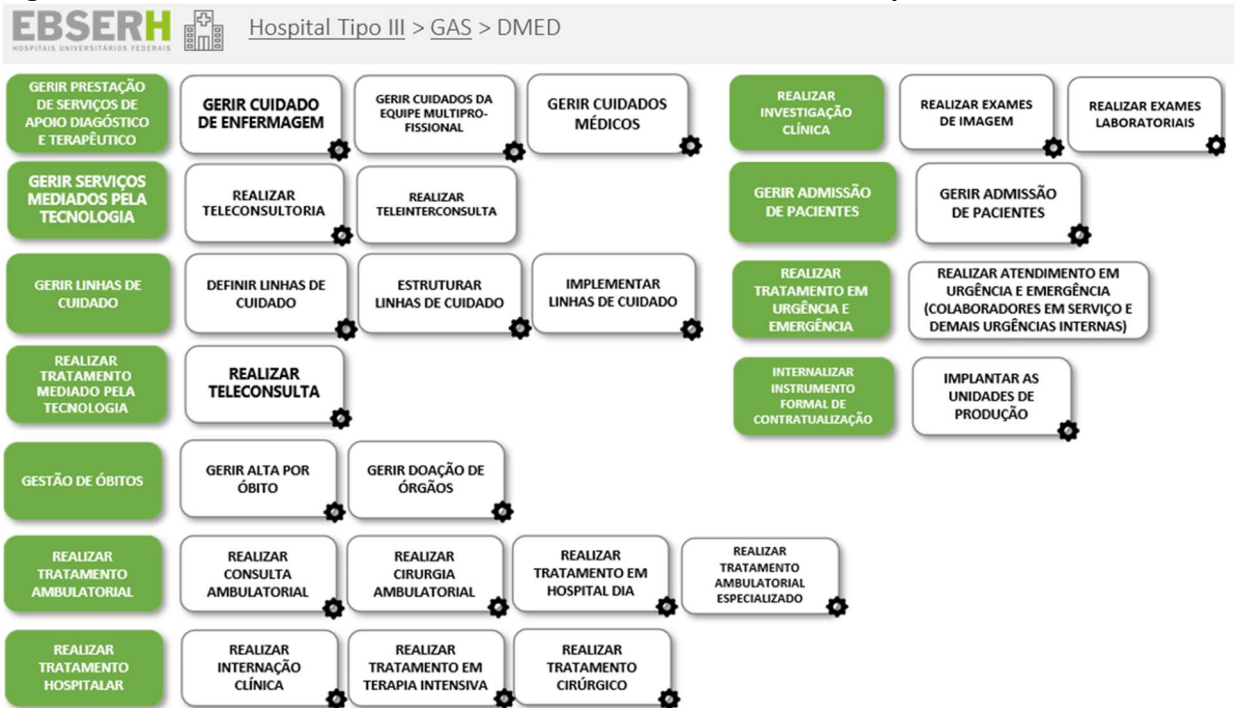 EBSERH
HOSPITAIS UNIVERSITÁRIOS FEDERAIS
Hospital Tipo III > GAS > DMED
GERIR PRESTAÇÃO
DE SERVIÇOS DE
APOIO DIAGÓSTICO
E TERAPÊUTICO
GERIR CUIDADO
DE ENFERMAGEM
GERIR CUIDADOS DA
EQUIPE MULTIPRO-
FISSIONAL
GERIR CUIDADOS
MÉDICOS
REALIZAR
INVESTIGAÇÃO
CLÍNICA
REALIZAR EXAMES
DE IMAGEM
REALIZAR EXAMES
LABORATORIAIS
GERIR SERVIÇOS
MEDIADOS PELA
TECNOLOGIA
REALIZAR
TELECONSULTORIA
REALIZAR
TELEINTERCONSULTA
GERIR ADMISSÃO
DE PACIENTES
GERIR ADMISSÃO
DE PACIENTES
GERIR LINHAS DE
CUIDADO
DEFINIR LINHAS DE
CUIDADO
ESTRUTURAR
LINHAS DE CUIDADO
IMPLEMENTAR
LINHAS DE CUIDADO
REALIZAR
TRATAMENTO EM
URGÊNCIA E
EMERGÊNCIA
REALIZAR ATENDIMENTO EM
URGÊNCIA E EMERGÊNCIA
(COLABORADORES EM SERVIÇO E
DEMAIS URGÊNCIAS INTERNAS)
REALIZAR
TRATAMENTO
MEDIADO PELA
TECNOLOGIA
REALIZAR
TELECONSULTA
INTERNALIZAR
INSTRUMENTO
FORMAL DE
CONTRATUALIZAÇÃO
IMPLANTAR AS
UNIDADES DE
PRODUÇÃO
GESTÃO DE ÓBITOS
GERIR ALTA POR
ÓBITO
GERIR DOAÇÃO DE
ÓRGÃOS
REALIZAR
TRATAMENTO
AMBULATORIAL
REALIZAR
CONSULTA
AMBULATORIAL
REALIZAR
CIRURGIA
AMBULATORIAL
REALIZAR
TRATAMENTO EM
HOSPITAL DIA
REALIZAR
TRATAMENTO
AMBULATORIAL
ESPECIALIZADO
REALIZAR
TRATAMENTO
HOSPITALAR
REALIZAR
INTERNAÇÃO
CLÍNICA
REALIZAR
TRATAMENTO EM
TERAPIA INTENSIVA
REALIZAR
TRATAMENTO
CIRÚRGICO